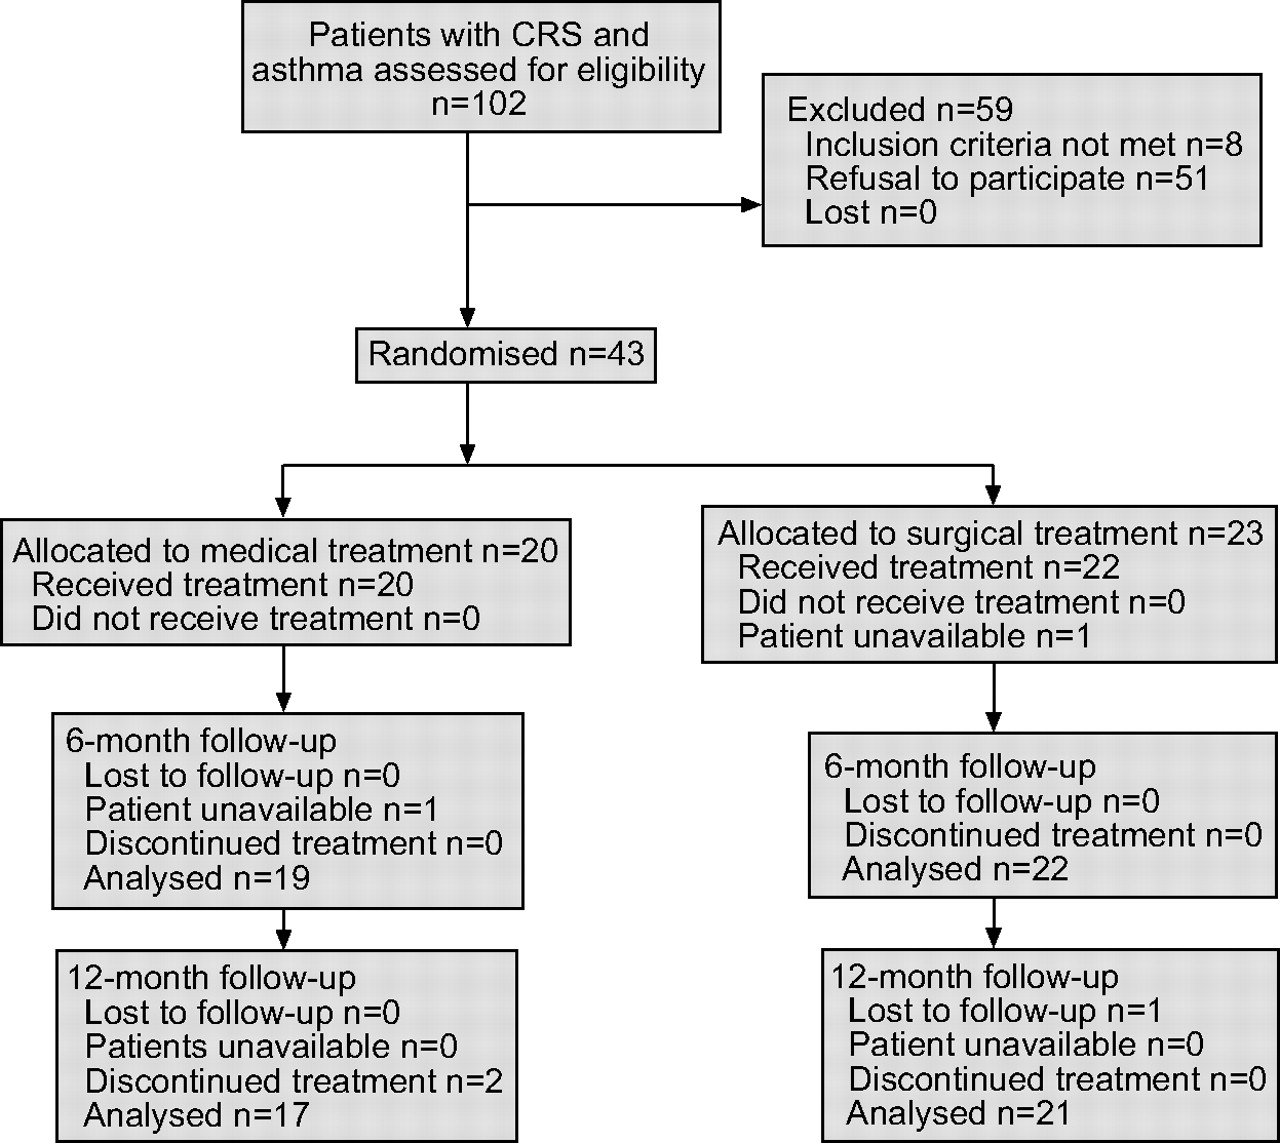 Patients with CRS and
asthma assessed for eligibility
n=102
Excluded n=59
Inclusion criteria not met n=8
Refusal to participate n=51
Lost n=0
Randomised n=43
Allocated to medical treatment n=20
Received treatment n=20
Did not receive treatment n=0
Allocated to surgical treatment n=23
Received treatment n=22
Did not receive treatment n=0
Patient unavailable n=1
6-month follow-up
Lost to follow-up n=0
Patient unavailable n=1
Discontinued treatment n=0
Analysed n=19
6-month follow-up
Lost to follow-up n=0
Discontinued treatment n=0
Analysed n=22
12-month follow-up
Lost to follow-up n=0
Patients unavailable n=0
Discontinued treatment n=2
Analysed n=17
12-month follow-up
Lost to follow-up n=1
Patient unavailable n=0
Discontinued treatment n=0
Analysed n=21